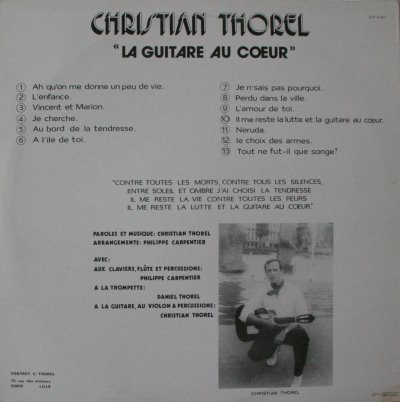 CHRISTIAN THOREL
"LA GUITARE AU COEUR"
1 Ah qu'on me donne un peu de vie.
2 L'enfance.
3 Vincent et Marion.
4 Je cherche.
5 Au bord de la tendresse.
6 A l'ile de toi.
7 Je n'sais pas pourquoi.
8 Perdu dans la ville.
9 L'amour de toi.
10 Il me reste la lutte et la guitare au cœur.
11 Neruda.
12 le choix des armes.
13 Tout ne fut-il que songe?
"CONTRE TOUTES LES MORTS, CONTRE TOUS LES SILENCES,
ENTRE SOLEIL ET OMBRE J'AI CHOISI LA TENDRESSE
IL ME RESTE LA VIE CONTRE TOUTES LES PEURS
IL ME RESTE LA LUTTE ET LA GUITARE AU COEUR"
PAROLES ET MUSIQUE: CHRISTIAN THOREL
ARRANGEMENTS: PHILIPPE CARPENTIER
AVEC:
AUX CLAVIERS, FLÛTE ET PERCUSSIONS:
PHILIPPE CARPENTIER
A LA TROMPETTE:
DANIEL THOREL
A LA GUITARE, AU VIOLON & PERCUSSIONS:
CHRISTIAN THOREL
CHRISTIAN THOREL
CONTACT: C. THOREL
LILLE